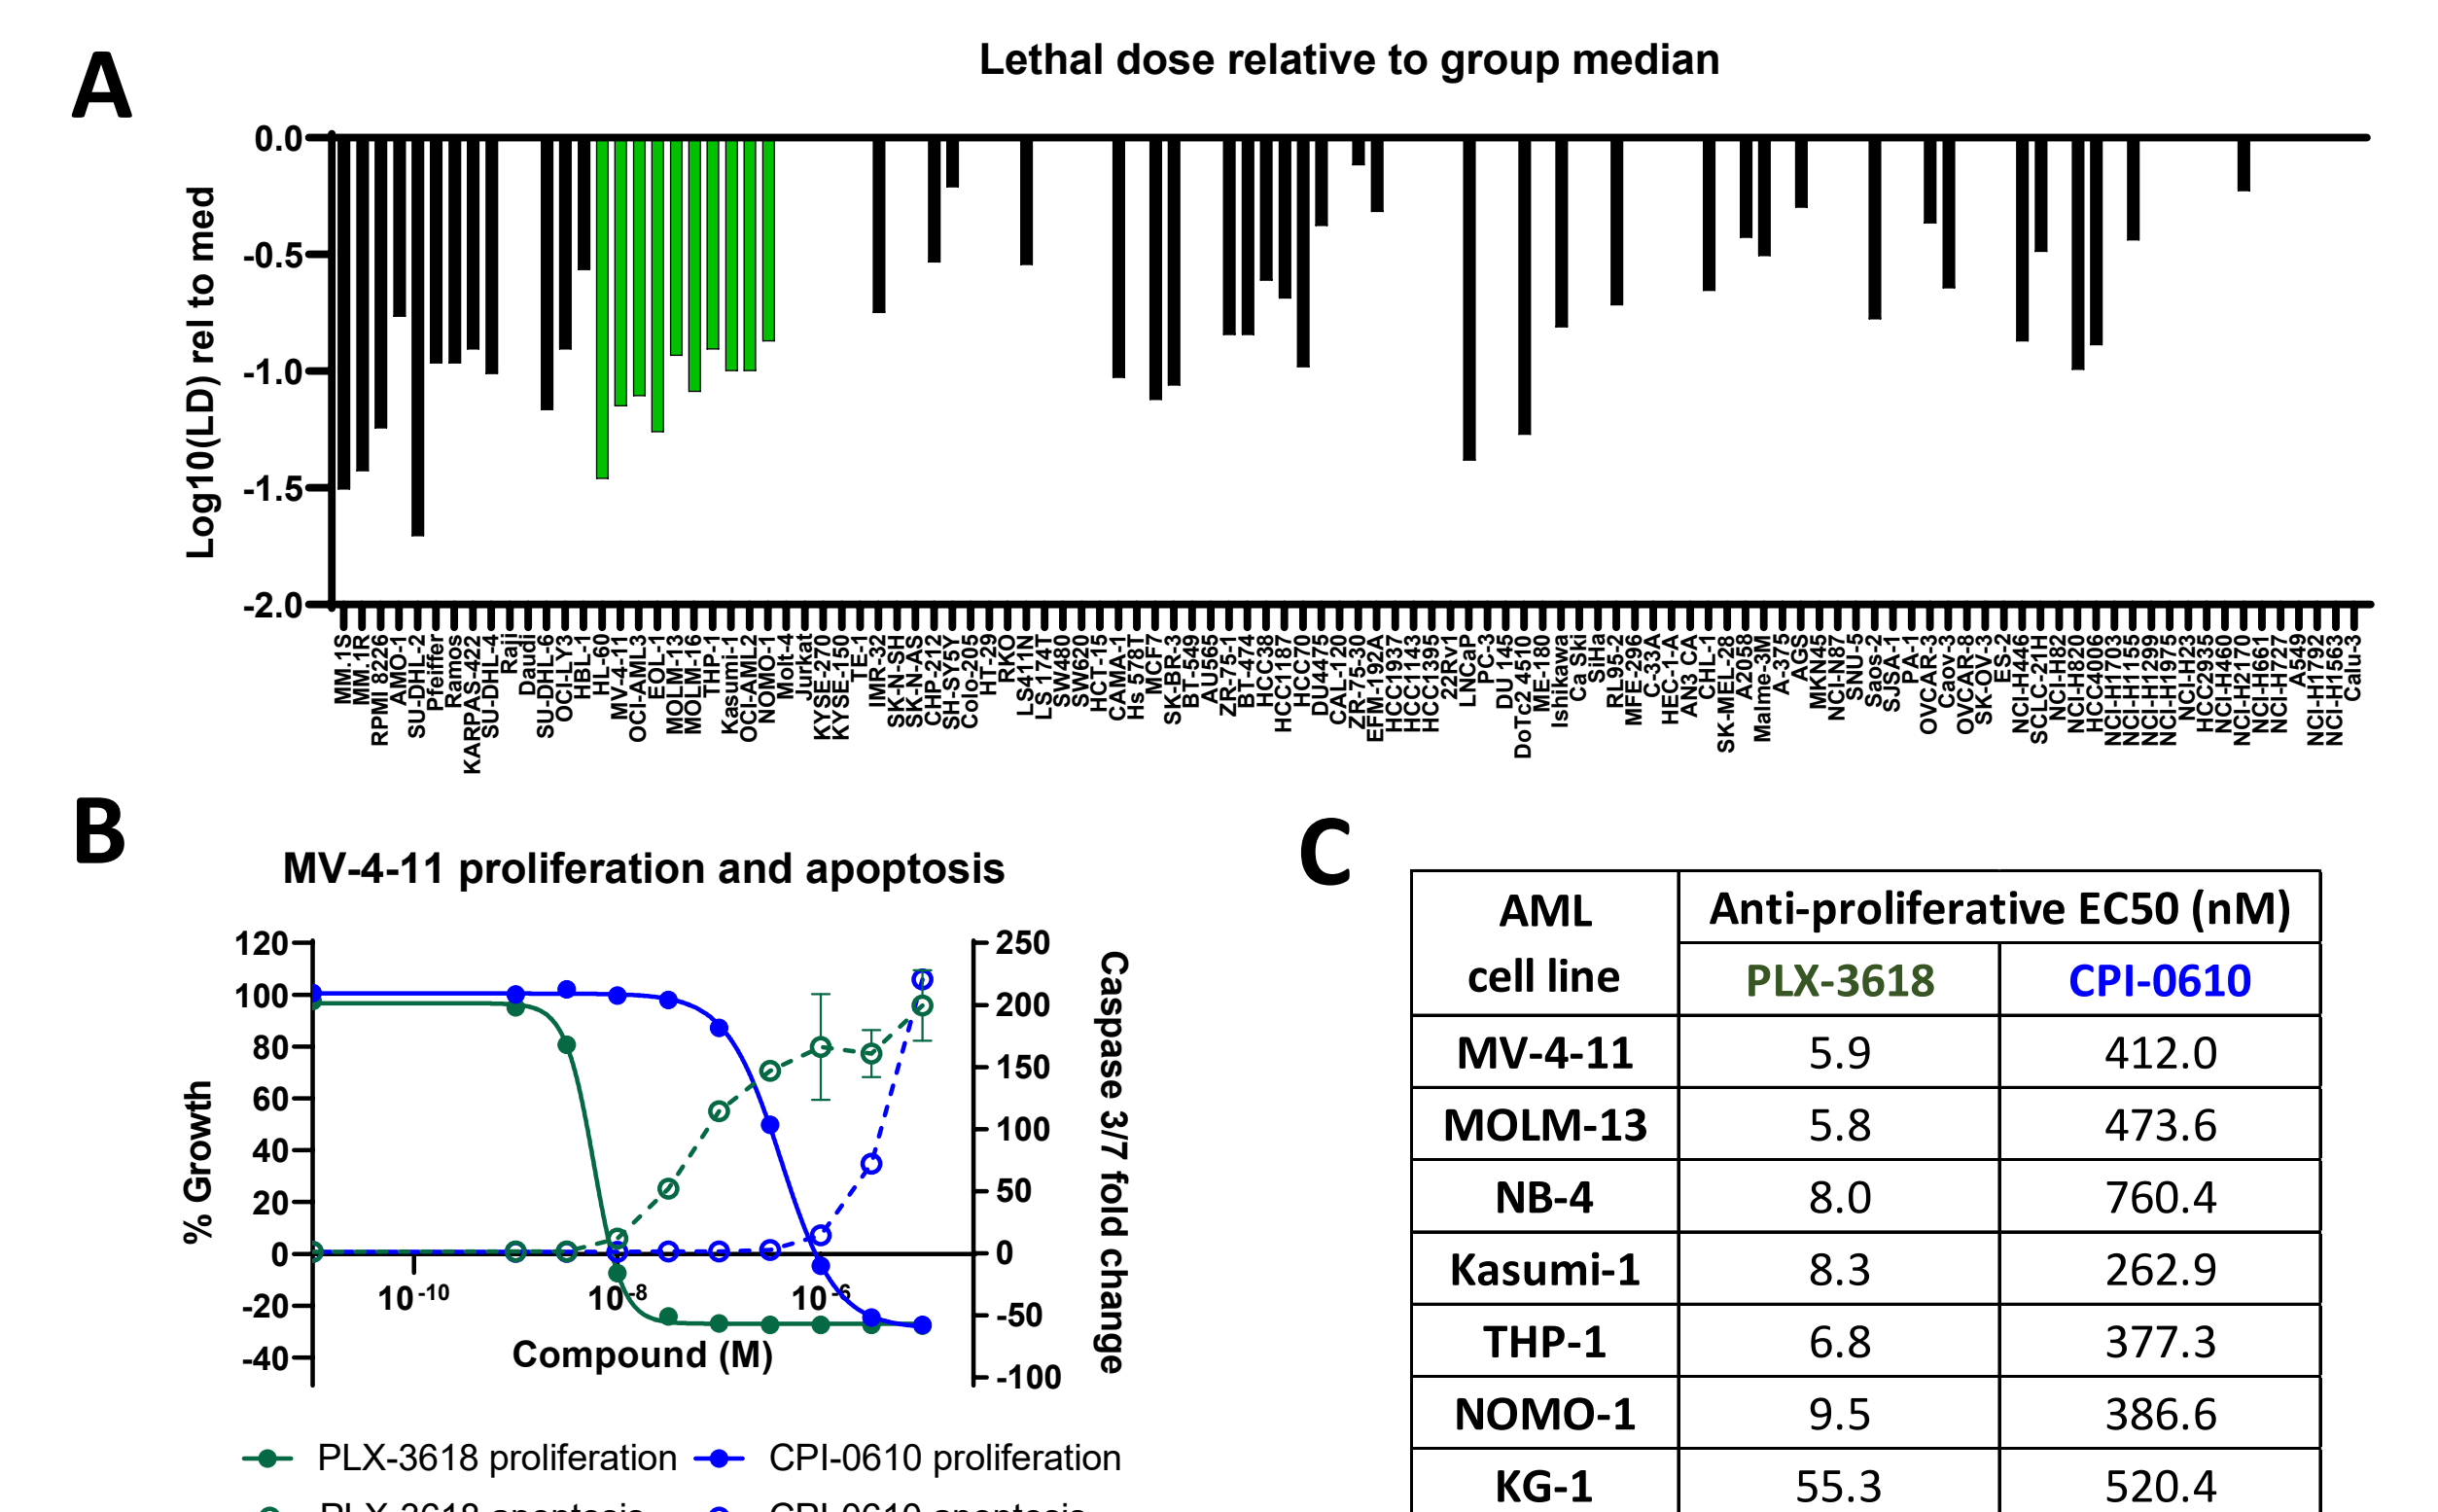 A
Lethal dose relative to group median
Log10(LD) rel to med
0.0
-0.5
-1.0
-1.5
-2.0
MM.1S
MM.1R
RPMI 8226
AMO-1
SU-DHL-2
Pfeiffer
Ramos
KARPAS-422
SU-DHL-4
Raji
Daudi
SU-DHL-6
OCI-LY3
HBL-1
HL-60
MV-4-11
OCI-AML3
EOL-1
MOLM-13
MOLM-16
THP-1
Kasumi-1
OCI-AML2
NOMO-1
Molt-4
Jurkat
KYSE-270
KYSE-150
TE-1
IMR-32
SK-N-SH
SK-N-AS
CHP-212
SH-SY5Y
Colo-205
HT-29
RKO
LS411N
LS 174T
SW480
SW620
HCT-15
CAMA-1
Hs 578T
MCF7
SK-BR-3
BT-549
AU565
ZR-75-1
BT-474
HCC38
HCC1187
HCC70
DU4475
CAL-120
ZR-75-30
EFM-192A
HCC1937
HCC1143
HCC1395
22Rv1
LNCaP
PC-3
DU 145
DoTc2 4510
ME-180
Ishikawa
Ca Ski
SiHa
RL95-2
MFE-296
C-33A
HEC-1-A
AN3 CA
CHL-1
SK-MEL-28
A2058
Malme-3M
A-375
AGS
MKN45
NCI-N87
SNU-5
Saos-2
SJSA-1
PA-1
OVCAR-3
Caov-3
OVCAR-8
SK-OV-3
ES-2
NCI-H446
SCLC-21H
NCI-H82
NCI-H820
HCC4006
NCI-H1703
NCI-H1155
NCI-H1299
NCI-H1975
NCI-H23
HCC2935
NCI-H460
NCI-H2170
NCI-H661
NCI-H727
A549
NCI-H1792
NCI-H1563
Calu-3
B
MV-4-11 proliferation and apoptosis
% Growth
120
100
80
60
40
20
0
-20
-40
10-10
10-8
10-6
Compound (M)
250
200
150
100
50
0
-50
-100
Caspase 3/7 fold change
PLX-3618 proliferation CPI-0610 proliferation
PLX-3618 apoptosis CPI-0610 apoptosis
C
AML cell line Anti-proliferative EC50 (nM)
PLX-3618 CPI-0610
MV-4-11 5.9 412.0
MOLM-13 5.8 473.6
NB-4 8.0 760.4
Kasumi-1 8.3 262.9
THP-1 6.8 377.3
NOMO-1 9.5 386.6
KG-1 55.3 520.4